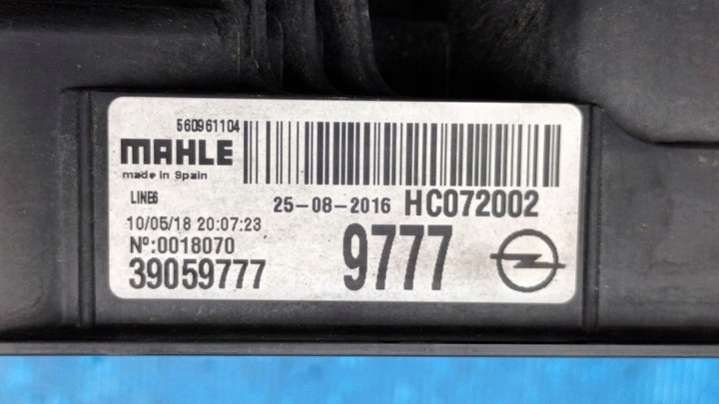 560961104
MAHLE
made in Spain
LINE6
25-08-2016 HC072002
10/05/18 20:07:23
Nº:0018070
39059777
9777